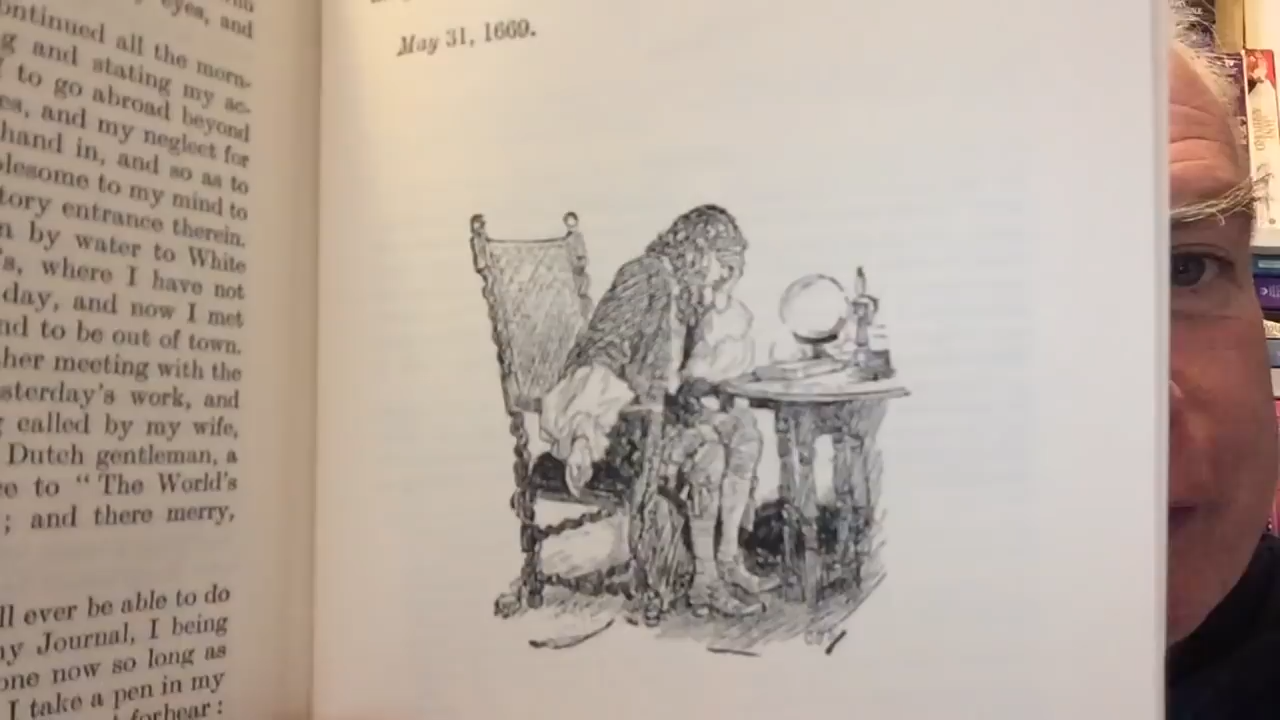 eyes, and
ontinued all the morn-
g and stating my ac-
to go abroad beyond
es, and my neglect for
hand in, and so as to
lesome to my mind to
tory entrance therein.
n by water to White
's, where I have not
day, and now I met
nd to be out of town.
her meeting with the
sterday's work, and
called by my wife,
Dutch gentleman, a
e to "The World's
; and there merry,
ll ever be able to do
ny Journal, I being
one now so long as
I take a pen in my
forbear:
May 31, 1669.